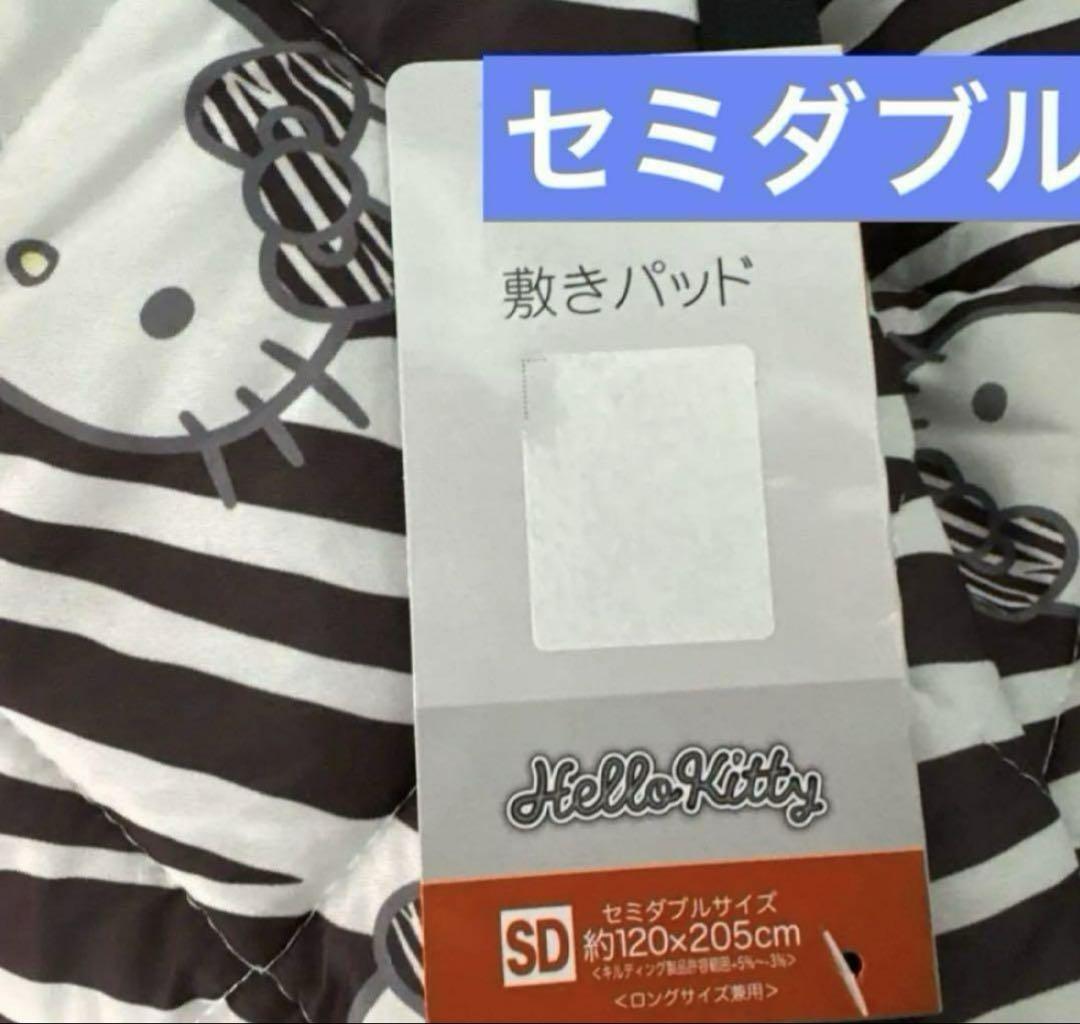 セミダブル
敷きパッド
Hello Kitty
SD
セミダブルサイズ
約120×205cm
<キルティング製品許容範囲+5%~-3%>
<ロングサイズ兼用>